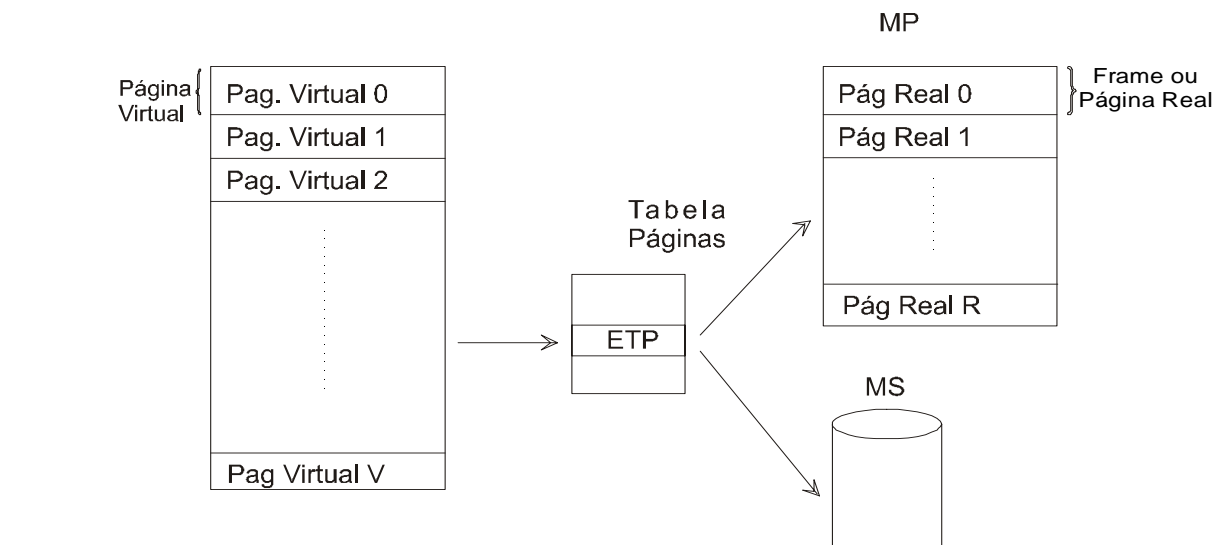 MP
Página
Virtual
Pag. Virtual 0
Pag. Virtual 1
Pag. Virtual 2
Pag Virtual V
Tabela
Páginas
ETP
Pág Real 0
Pág Real 1
Pág Real R
Frame ou
Página Real
MS